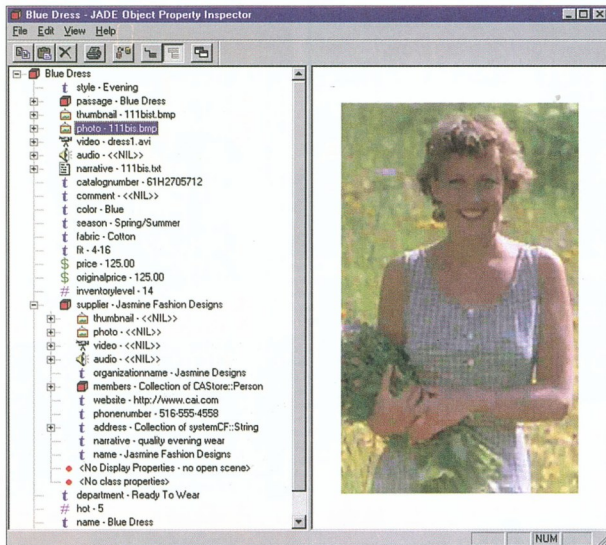 Blue Dress - JADE Object Property Inspector
File Edit View Help
Blue Dress
t style - Evening
passage - Blue Dress
thumbnail - 111bist.bmp
photo - 111bis.bmp
video - dress1.avi
audio - <<NIL>>
narrative - 111bis.txt
t catalognumber - 61H2705712
t comment - <<NIL>>
t color - Blue
t season - Spring/Summer
t fabric - Cotton
t fit - 4-16
$ price - 125.00
$ originalprice - 125.00
# inventorylevel - 14
supplier - Jasmine Fashion Designs
thumbnail - <<NIL>>
photo - <<NIL>>
video - <<NIL>>
audio - <<NIL>>
t organizationname - Jasmine Designs
members - Collection of CAStore::Person
t website - http://www.cai.com
t phonenumber - 516-555-4558
t address - Collection of systemCF::String
t narrative - quality evening wear
t name - Jasmine Designs
<No Display Properties - no open scene>
<No class properties>
t department - Ready To Wear
# hot - 5
t name - Blue Dress
NUM